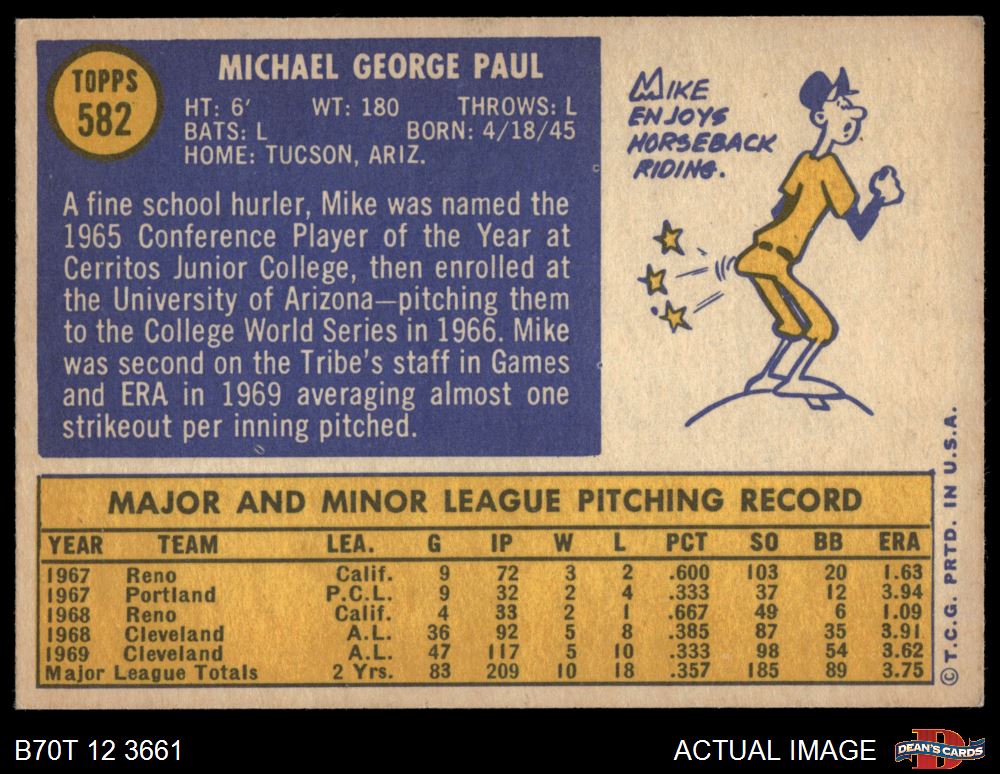 TOPPS
582
MICHAEL GEORGE PAUL
HT: 6' WT: 180 THROWS: L
BATS: L BORN: 4/18/45
HOME: TUCSON, ARIZ.
A fine school hurler, Mike was named the
1965 Conference Player of the Year at
Cerritos Junior College, then enrolled at
the University of Arizona—pitching them
to the College World Series in 1966. Mike
was second on the Tribe's staff in Games
and ERA in 1969 averaging almost one
strikeout per inning pitched.
MIKE
ENJOYS
HORSEBACK
RIDING.
MAJOR AND MINOR LEAGUE PITCHING RECORD
YEAR TEAM LEA. G IP W L PCT SO BB ERA
1967 Reno Calif. 9 72 3 2 .600 103 20 1.63
1967 Portland P.C.L. 9 32 2 4 .333 37 12 3.94
1968 Reno Calif. 4 33 2 1 .667 49 6 1.09
1968 Cleveland A.L. 36 92 5 8 .385 87 35 3.91
1969 Cleveland A.L. 47 117 5 10 .333 98 54 3.62
Major League Totals 2 Yrs. 83 209 10 18 .357 185 89 3.75
©T.C.G. PRTD. IN U.S.A.
B70T 12 3661
ACTUAL IMAGE
DEAN'S CARDS